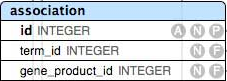 association
id INTEGER A N P
term_id INTEGER N F
gene_product_id INTEGER N F